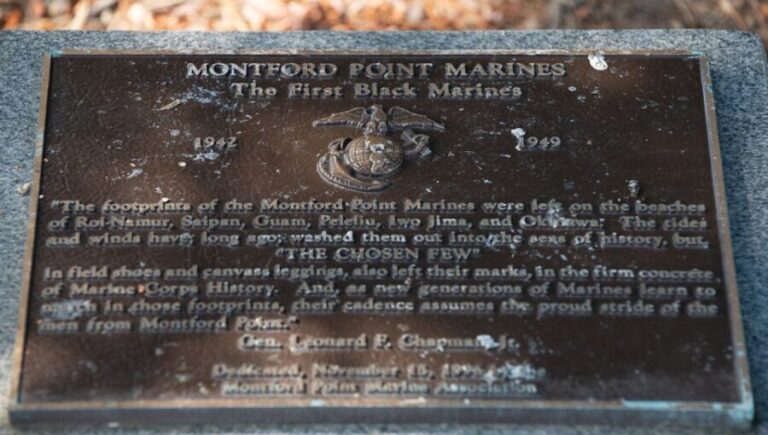 MONTFORD POINT MARINES
The First Black Marines
1942 1949
"The footprints of the Montford Point Marines were left on the beaches
of Roi-Namur, Saipan, Guam, Peleliu, Iwo Jima, and Okinawa. The tides
and winds have, long ago, washed them out into the seas of history, but,
"THE CHOSEN FEW"
In field shoes and canvass leggings, also left their marks, in the firm concrete
of Marine Corps History. And, as new generations of Marines learn to
march in those footprints, their cadence assumes the proud stride of the
men from Montford Point."
Gen. Leonard F. Chapman, Jr.
Dedicated, November 15, 1996 by the
Montford Point Marine Association